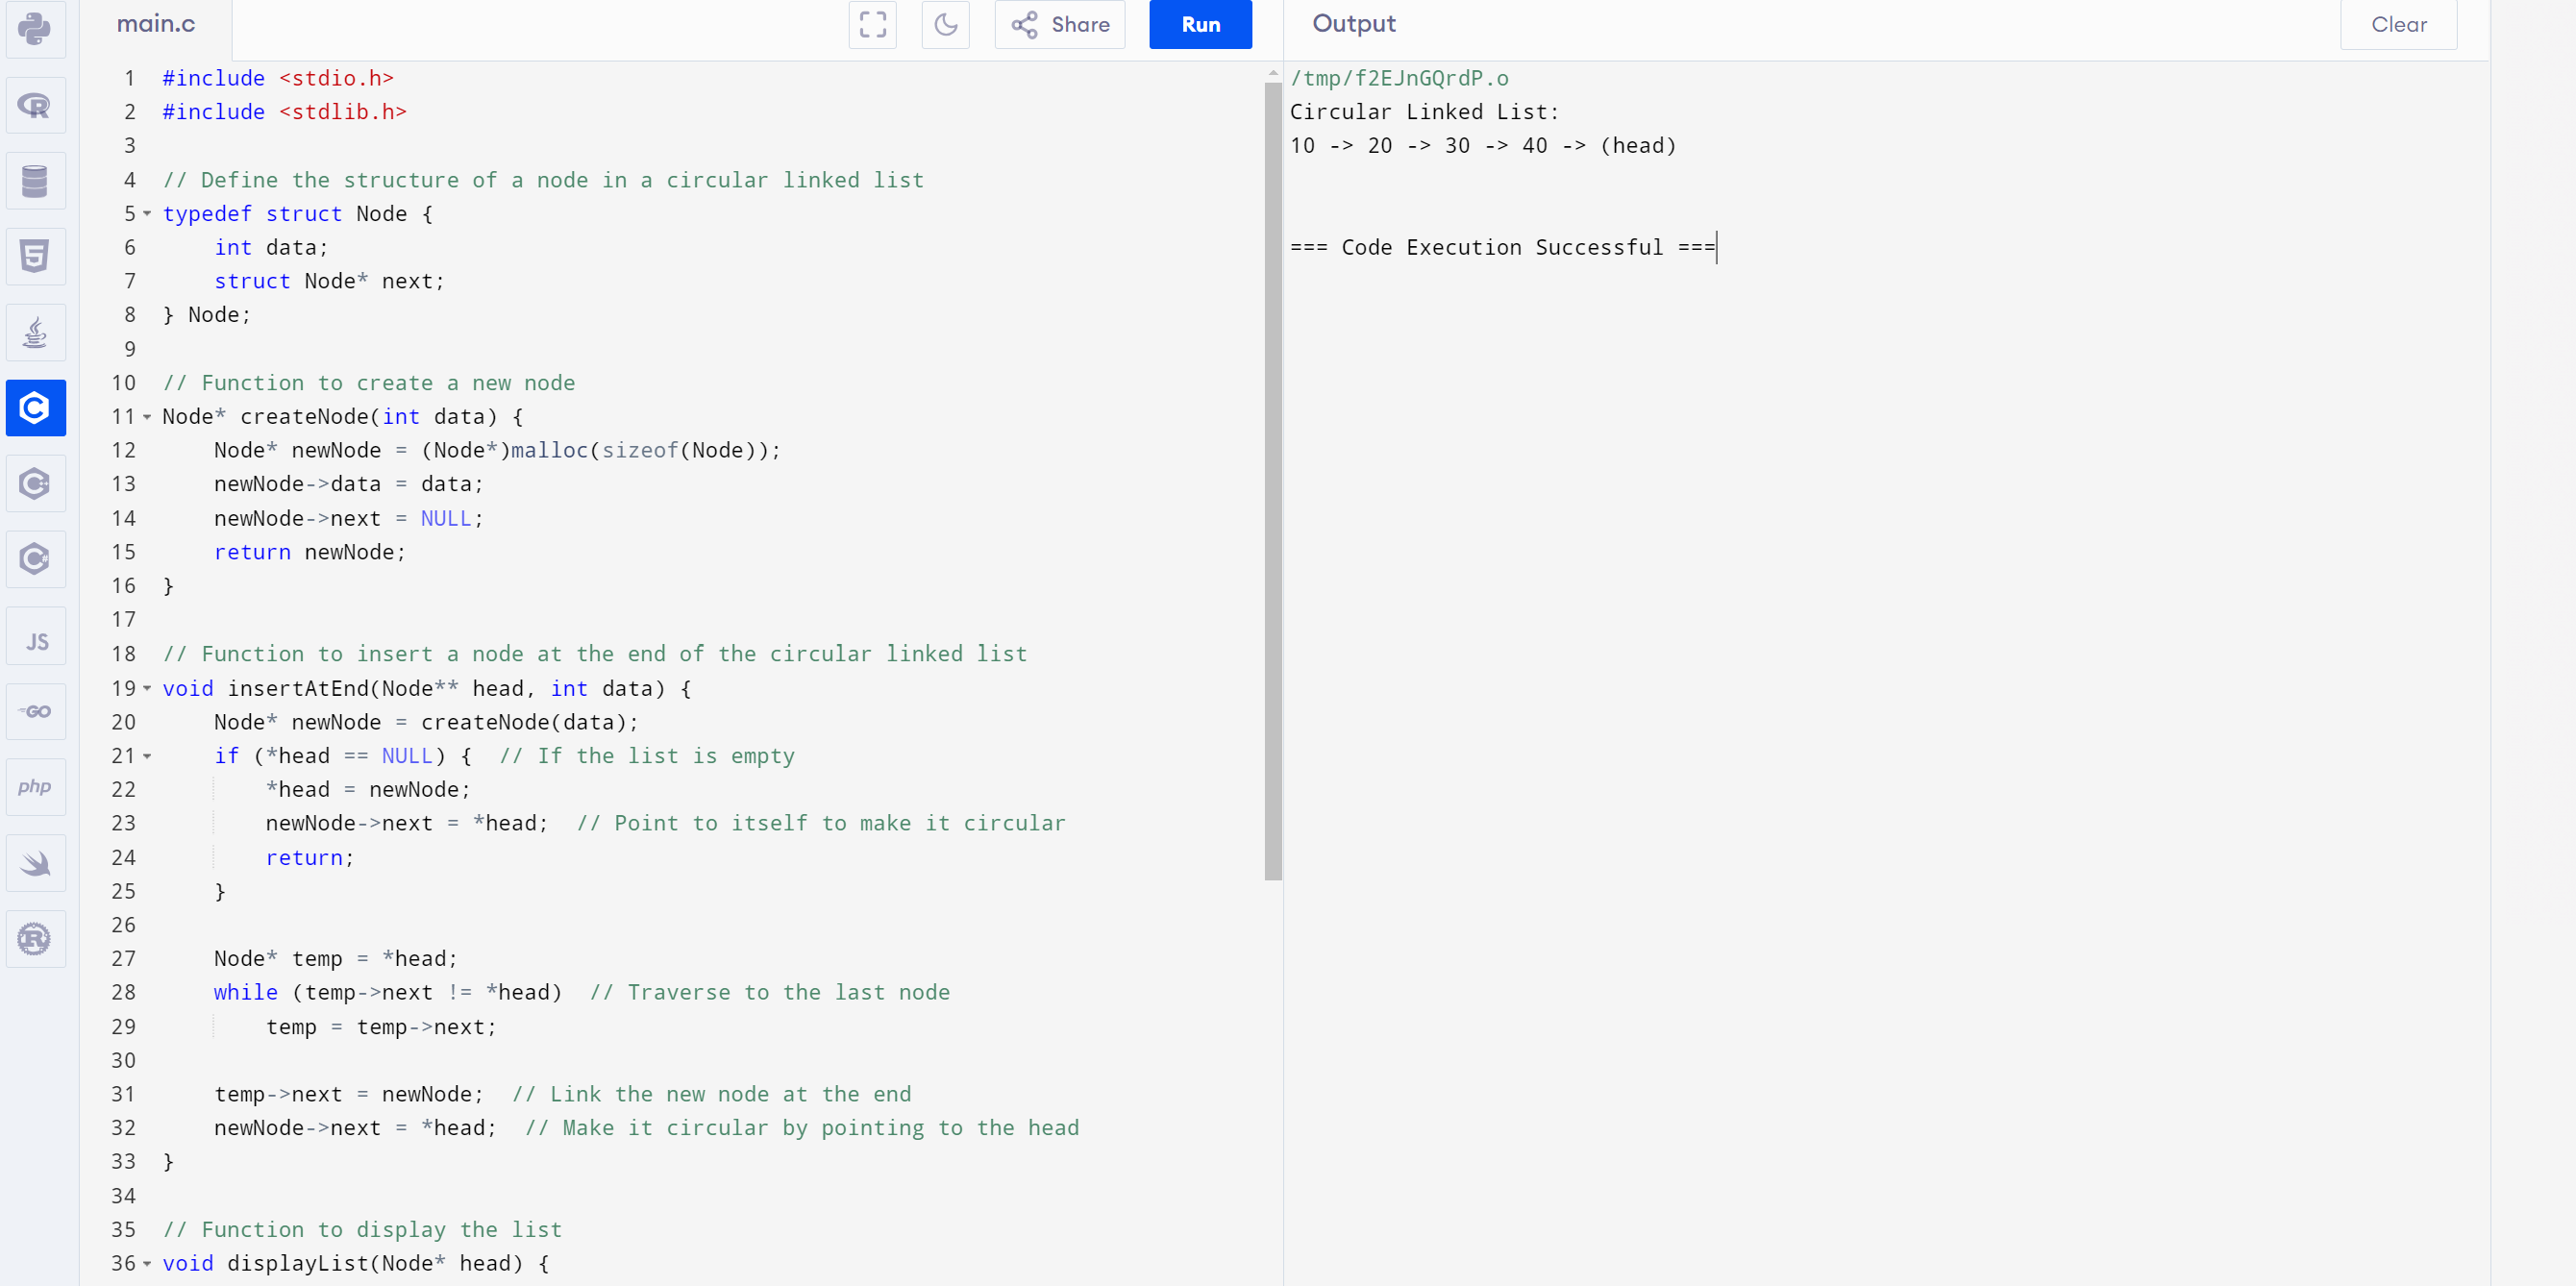 main.c
Share
Run
Output
Clear
1 #include <stdio.h>
2 #include <stdlib.h>
3
4 // Define the structure of a node in a circular linked list
5 typedef struct Node {
6     int data;
7     struct Node* next;
8 } Node;
9
10 // Function to create a new node
11 Node* createNode(int data) {
12     Node* newNode = (Node*)malloc(sizeof(Node));
13     newNode->data = data;
14     newNode->next = NULL;
15     return newNode;
16 }
17
18 // Function to insert a node at the end of the circular linked list
19 void insertAtEnd(Node** head, int data) {
20     Node* newNode = createNode(data);
21     if (*head == NULL) {  // If the list is empty
22         *head = newNode;
23         newNode->next = *head;  // Point to itself to make it circular
24         return;
25     }
26
27     Node* temp = *head;
28     while (temp->next != *head)  // Traverse to the last node
29         temp = temp->next;
30
31     temp->next = newNode;  // Link the new node at the end
32     newNode->next = *head;  // Make it circular by pointing to the head
33 }
34
35 // Function to display the list
36 void displayList(Node* head) {
/tmp/f2EJnGQrdP.o
Circular Linked List:
10 -> 20 -> 30 -> 40 -> (head)
=== Code Execution Successful ===
R
5
C
C
C#
JS
GO
php
R